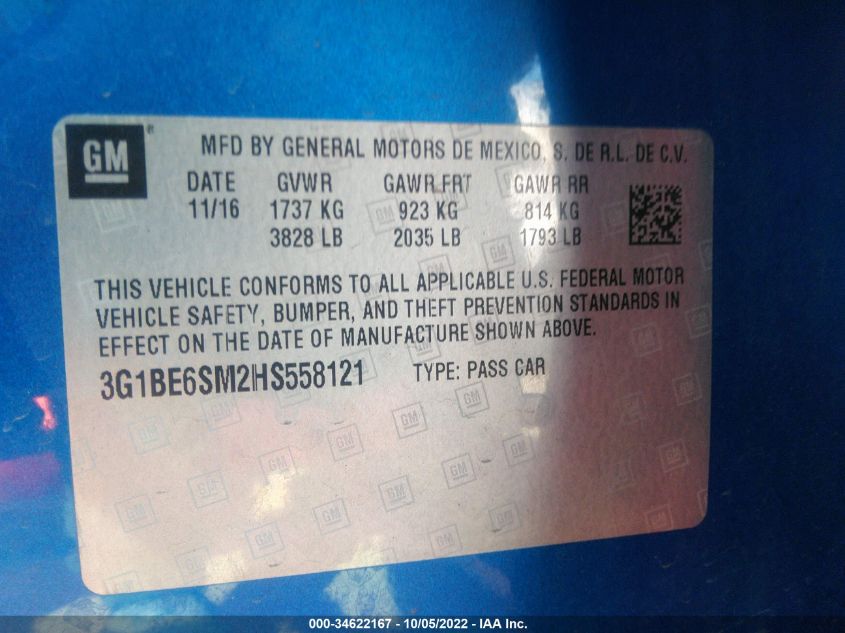 GM
MFD BY GENERAL MOTORS DE MEXICO, S. DE R.L. DE C.V.
DATE GVWR GAWR FRT GAWR RR
11/16 1737 KG 923 KG 814 KG
3828 LB 2035 LB 1793 LB
THIS VEHICLE CONFORMS TO ALL APPLICABLE U.S. FEDERAL MOTOR
VEHICLE SAFETY, BUMPER, AND THEFT PREVENTION STANDARDS IN
EFFECT ON THE DATE OF MANUFACTURE SHOWN ABOVE.
3G1BE6SM2HS558121 TYPE: PASS CAR
000-34622167 - 10/05/2022 - IAA Inc.